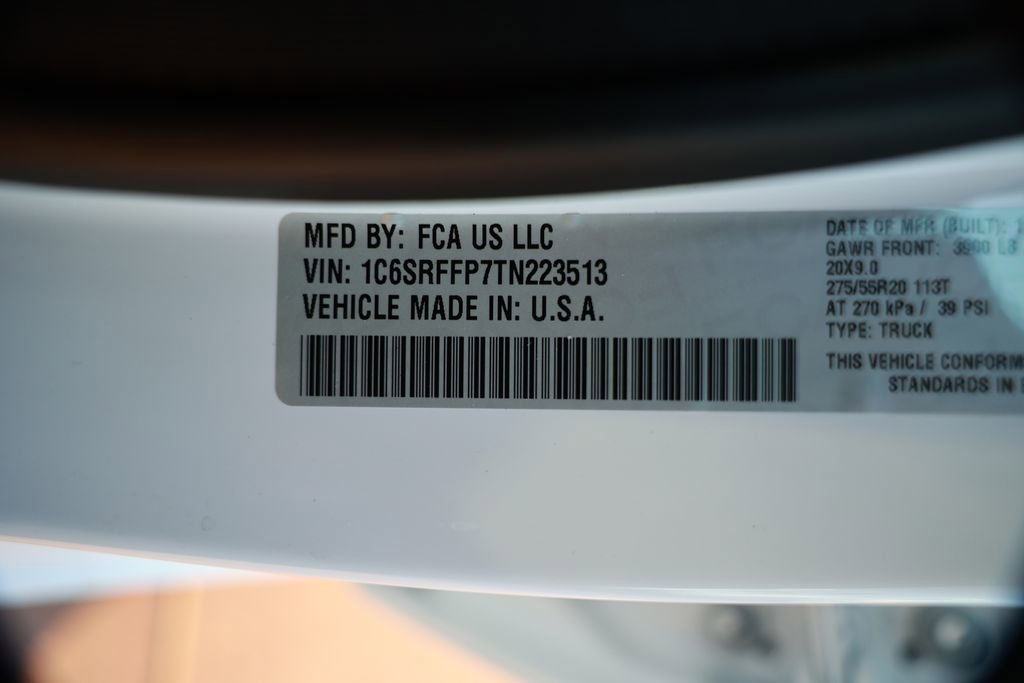 MFD BY: FCA US LLC
VIN: 1C6SRFFP7TN223513
VEHICLE MADE IN: U.S.A.
DATE OF MFR (BUILT):
GAWR FRONT: 3900 LB
20X9.0
275/55R20 113T
AT 270 kPa / 39 PSI
TYPE: TRUCK
THIS VEHICLE CONFORM
STANDARDS IN